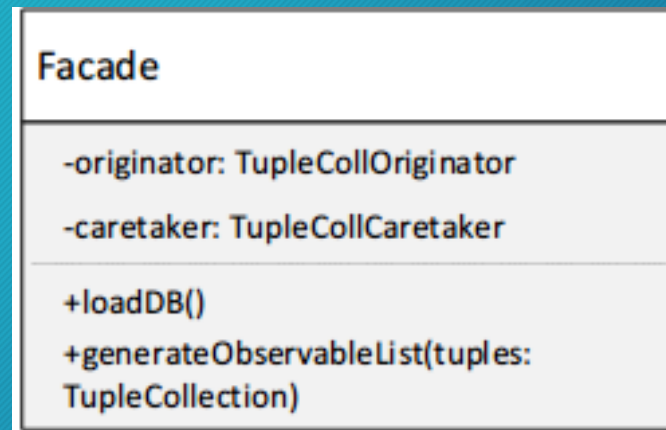 Facade
-originator: TupleCollOriginator
-caretaker: TupleCollCaretaker
+loadDB()
+generateObservableList(tuples:
TupleCollection)